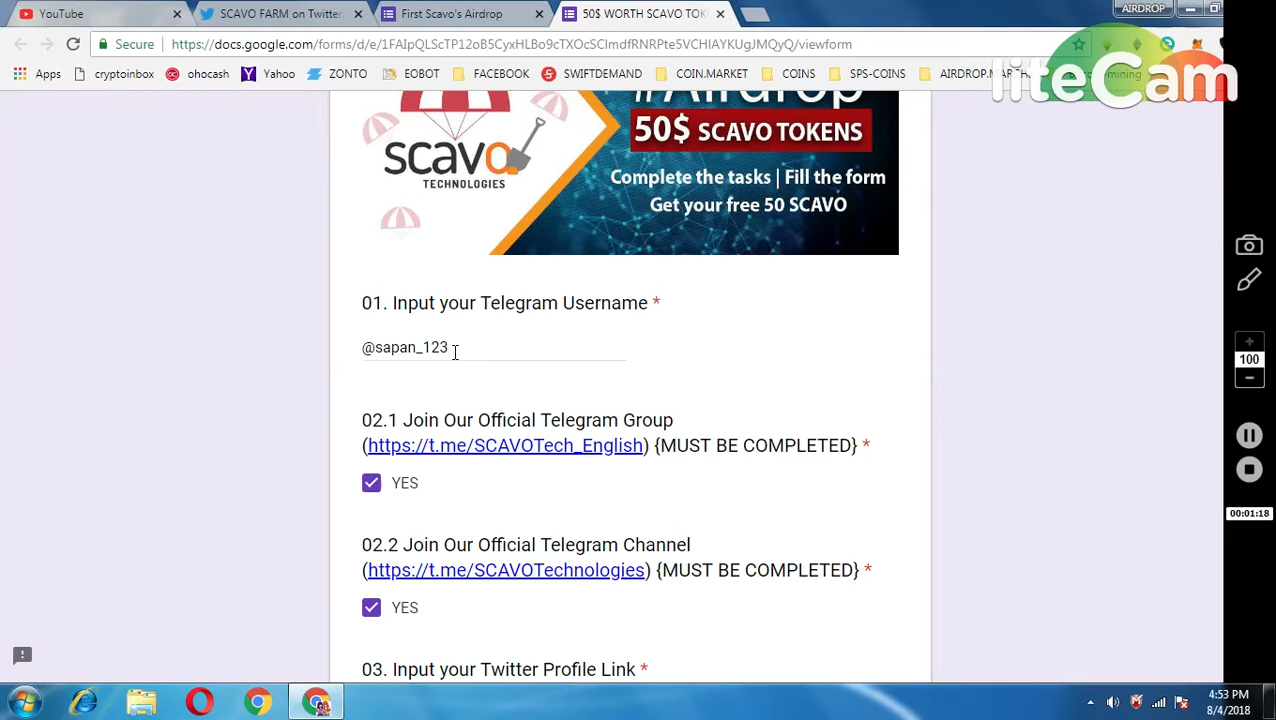 YouTube
SCAVO FARM on Twitter:
First Scavo's Airdrop
50$ WORTH SCAVO TOK
AIRDROP
Secure
https://docs.google.com/forms/d/e/1FAIpQLScTP12oB5CyxHLBo9cTXOcSClmdfRNRPte5VCHIAYKUgJMQyQ/viewform
Apps
cryptoinbox
ohocash
Yahoo
ZONTO
EOBOT
FACEBOOK
SWIFTDEMAND
COIN.MARKET
COINS
SPS-COINS
mining
liteCam
#Airdrop
50$ SCAVO TOKENS
scavo
TECHNOLOGIES
Complete the tasks | Fill the form
Get your free 50 SCAVO
01. Input your Telegram Username *
@sapan_123
02.1 Join Our Official Telegram Group
(https://t.me/SCAVOTech_English) {MUST BE COMPLETED} *
YES
02.2 Join Our Official Telegram Channel
(https://t.me/SCAVOTechnologies) {MUST BE COMPLETED} *
YES
03. Input your Twitter Profile Link *
100
00:01:18
4:53 PM
8/4/2018